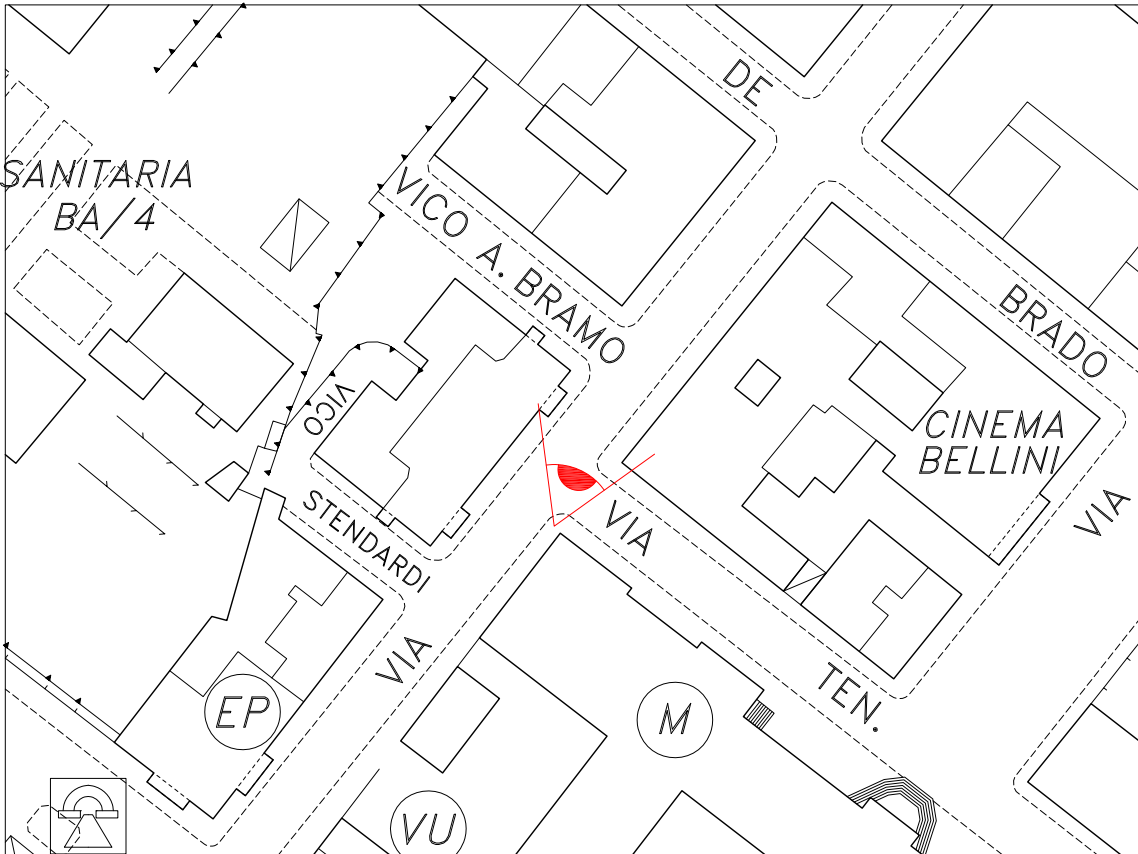 DE
SANITARIA
BA/4
VICO A. BRAMO
BRADO
VICO
STENDARDI
CINEMA
BELLINI
VIA
VIA
VIA
TEN.
EP
M
VU